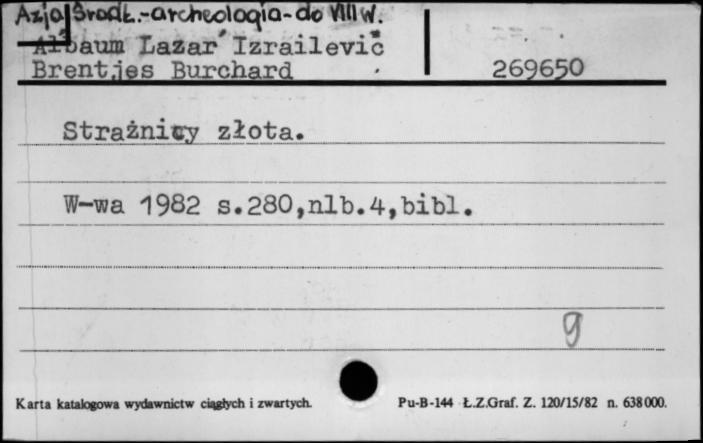 Azja Środk.-archeologia-do VIII w.
Albaum Lazar Izrailevič
Brentjes Burchard 269650
Strażnicy złota.
W-wa 1982 s.280,nlb.4,bibl.
g
Karta katalogowa wydawnictw ciągłych i zwartych. Pu-B-144 Ł.Z.Graf. Z. 120/15/82 n. 638000.